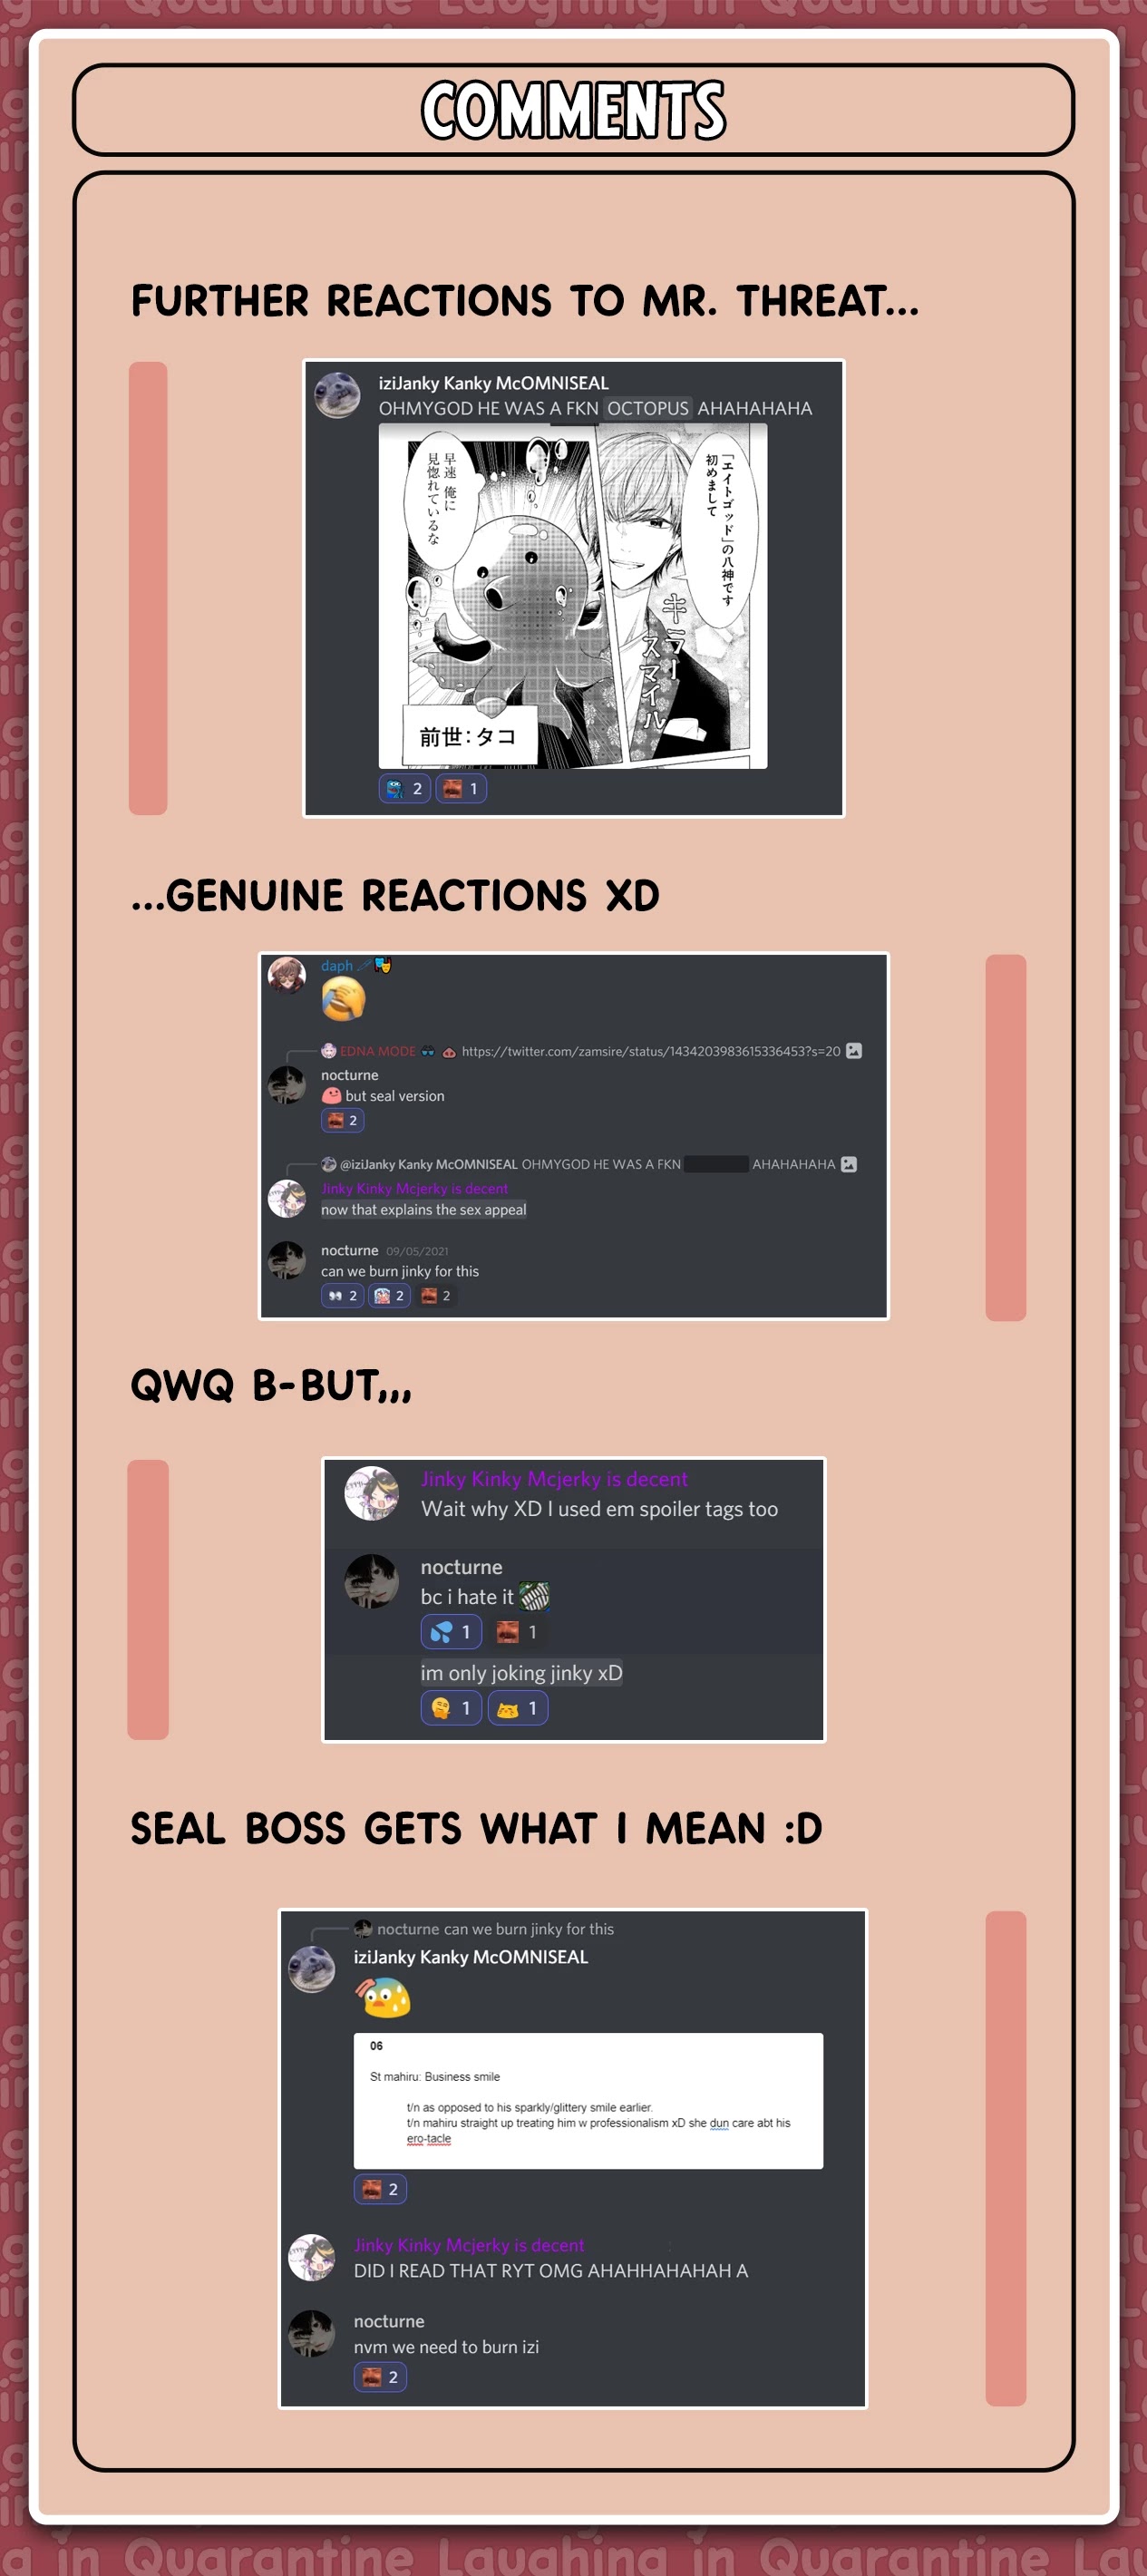 Laughing in Quarantine Laughing in Quarantine
COMMENTS
FURTHER REACTIONS TO MR. THREAT...
iziJanky Kanky McOMNISEAL
OHMYGOD HE WAS A FKN OCTOPUS AHAHAHAHA
「エイトゴッド」の八神です
初めまして
キラー
スマイル
早速 俺に
見惚れているな
前世:タコ
2 1
...GENUINE REACTIONS XD
daph
EDNA MODE https://twitter.com/zamsire/status/1434203983615336453?s=20
nocturne
but seal version
2
@iziJanky Kanky McOMNISEAL OHMYGOD HE WAS A FKN AHAHAHAHA
Jinky Kinky Mcjerky is decent
now that explains the sex appeal
nocturne 09/05/2021
can we burn jinky for this
2 2 2
QWQ B-BUT,,,
Jinky Kinky Mcjerky is decent
Wait why XD I used em spoiler tags too
nocturne
bc i hate it
1 1
im only joking jinky xD
1 1
SEAL BOSS GETS WHAT I MEAN :D
nocturne can we burn jinky for this
iziJanky Kanky McOMNISEAL
06
St mahiru: Business smile
t/n as opposed to his sparkly/glittery smile earlier.
t/n mahiru straight up treating him w professionalism xD she dun care abt his
ero-tacle
2
Jinky Kinky Mcjerky is decent
DID I READ THAT RYT OMG AHAHHAHAHAH A
nocturne
nvm we need to burn izi
2
Laughing in Quarantine Laughing in Quarantine